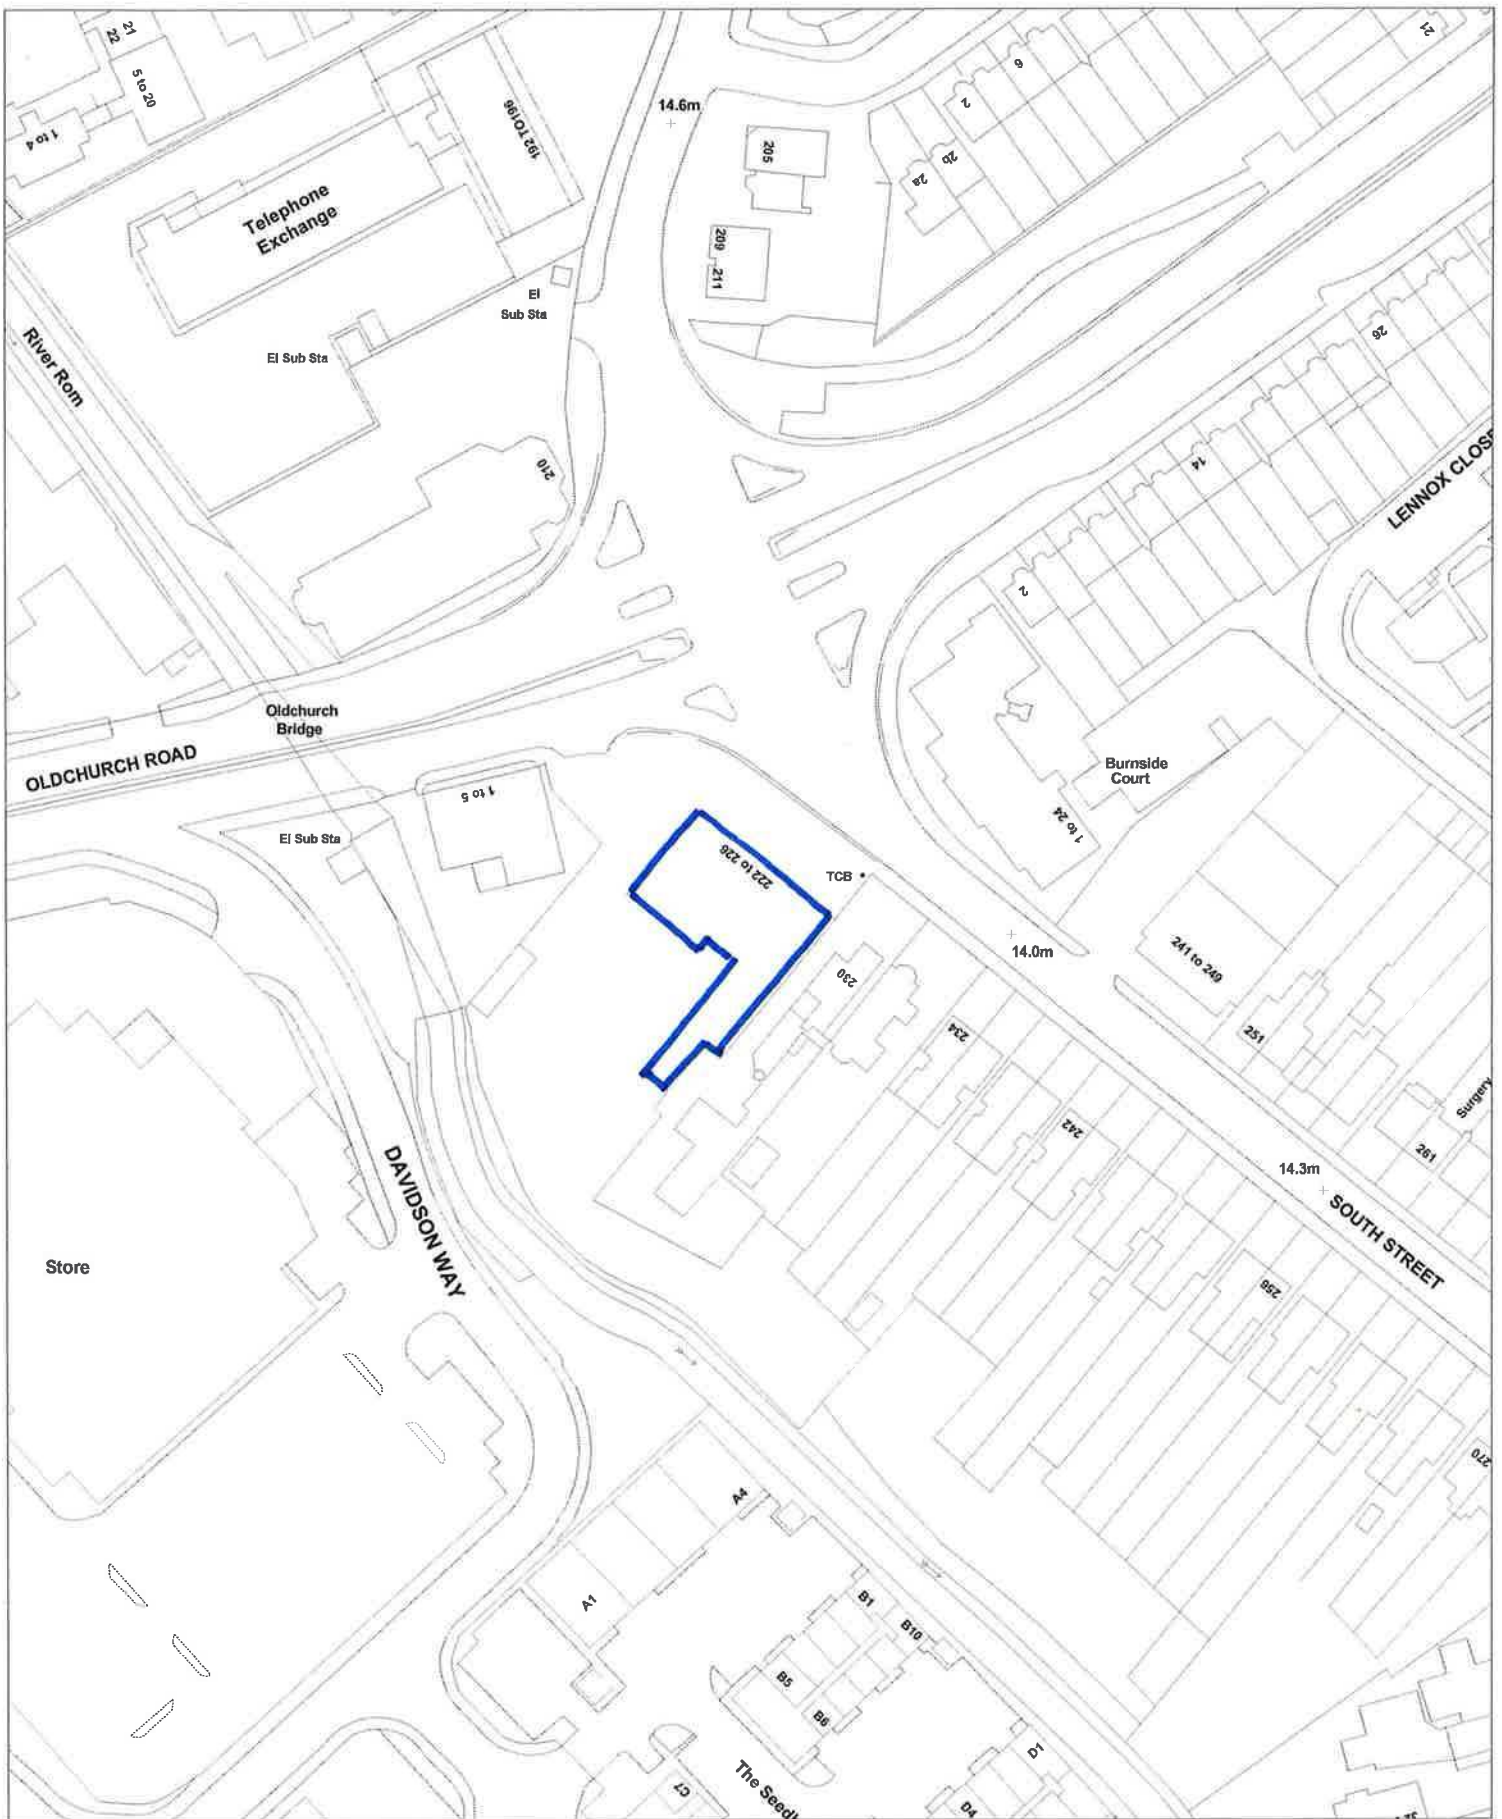 21
22
5 to 20
1 to 4
192 TO 196
Telephone
Exchange
14.6m
205
209
211
6
2
2b
2a
21
El
Sub Sta
El Sub Sta
River Rom
210
26
14
2
LENNOX CLOSE
Oldchurch
Bridge
OLDCHURCH ROAD
1 to 5
El Sub Sta
Burnside
Court
1 to 24
222 to 226
TCB
14.0m
230
234
241 to 249
251
Surgery
261
242
14.3m
SOUTH STREET
256
270
DAVIDSON WAY
Store
A4
A1
B1
B10
B5
B6
D1
D4
C7
The Seedl